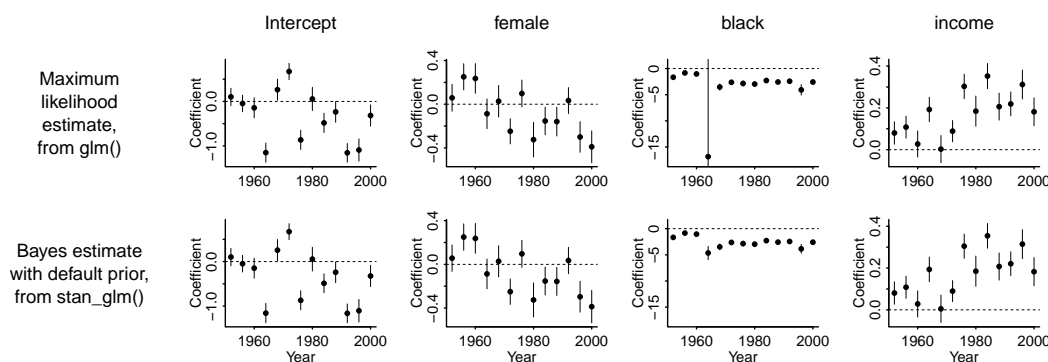 Intercept
female
black
income
Maximum
likelihood
estimate,
from glm()
Coefficient
−1.0 0.0
1960 1980 2000
Coefficient
−0.4 0.0 0.4
1960 1980 2000
Coefficient
−15 −5 0
1960 1980 2000
Coefficient
0.0 0.2 0.4
1960 1980 2000
Bayes estimate
with default prior,
from stan_glm()
Coefficient
−1.0 0.0
1960 1980 2000
Year
Coefficient
−0.4 0.0 0.4
1960 1980 2000
Year
Coefficient
−15 −5 0
1960 1980 2000
Year
Coefficient
0.0 0.2 0.4
1960 1980 2000
Year